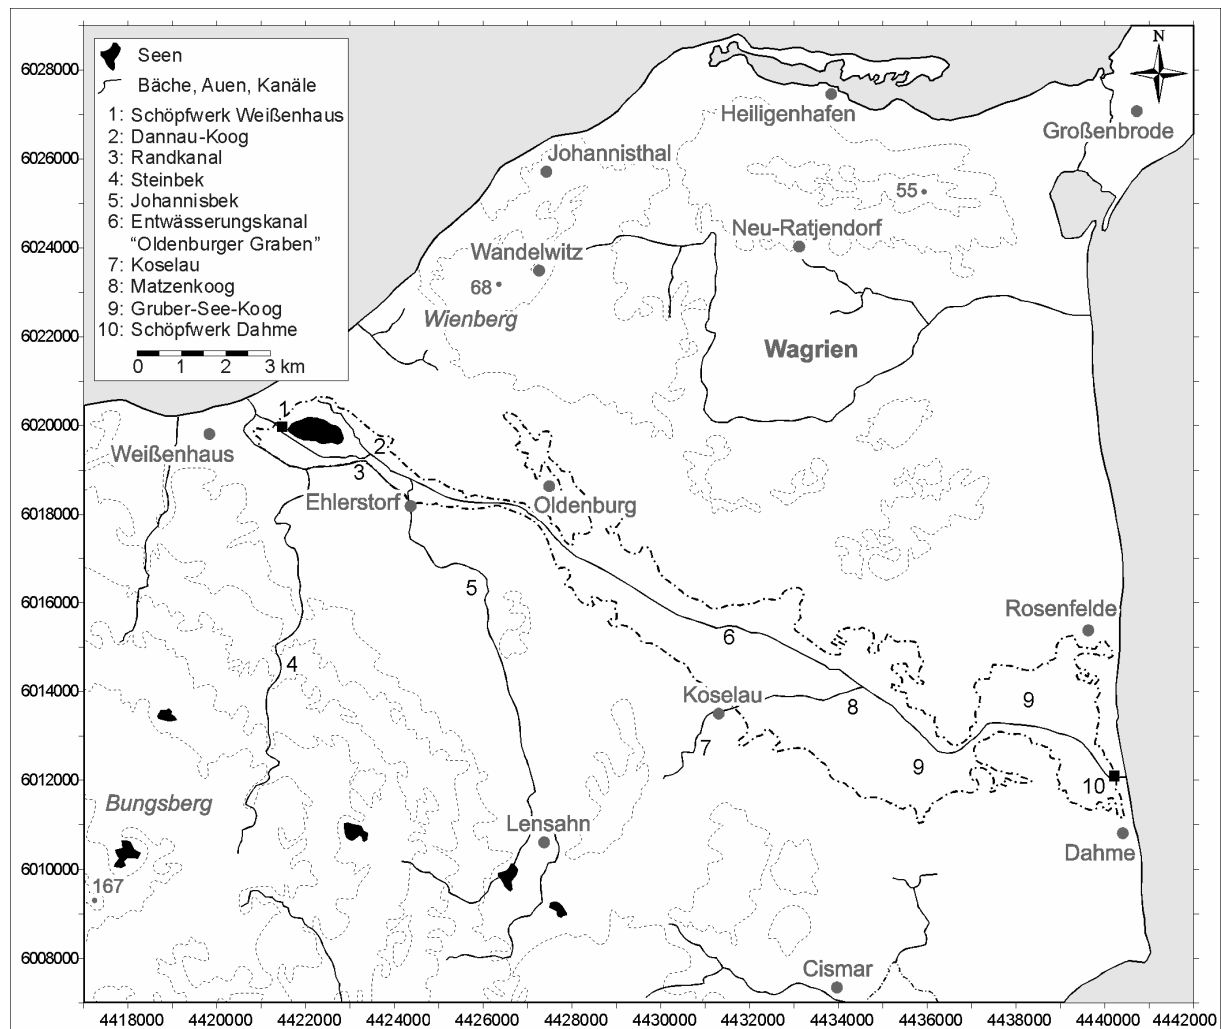 Seen
Bäche, Auen, Kanäle
1: Schöpfwerk Weißenhaus
2: Dannau-Koog
3: Randkanal
4: Steinbek
5: Johannisbek
6: Entwässerungskanal
“Oldenburger Graben”
7: Koselau
8: Matzenkoog
9: Gruber-See-Koog
10: Schöpfwerk Dahme
0 1 2 3 km
N
Heiligenhafen
Großenbrode
Johannisthal
55
Neu-Ratjendorf
Wandelwitz
68
Wienberg
Wagrien
1
2
3
Weißenhaus
Ehlerstorf
Oldenburg
5
Rosenfelde
6
4
Koselau
8
9
7
9
10
Bungsberg
Lensahn
Dahme
167
Cismar
6028000
6026000
6024000
6022000
6020000
6018000
6016000
6014000
6012000
6010000
6008000
4418000 4420000 4422000 4424000 4426000 4428000 4430000 4432000 4434000 4436000 4438000 4440000 4442000